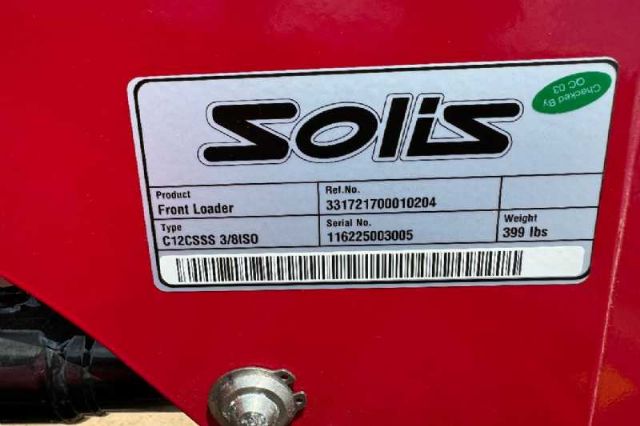 Solis
Checked By
QC 03
Product
Front Loader
Ref.No.
331721700010204
Type
C12CSSS 3/8ISO
Serial No.
116225003005
Weight
399 lbs